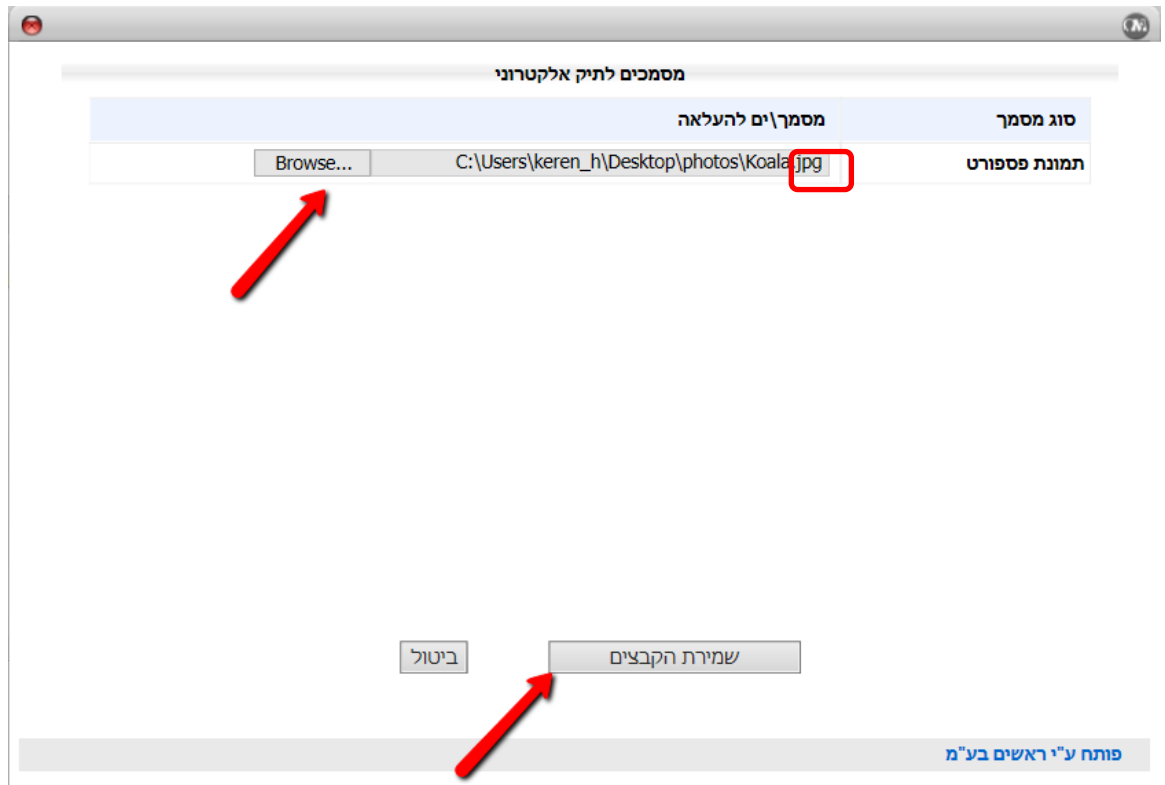 מסמכים לתיק אלקטרוני
סוג מסמך מסמך\ים להעלאה
תמונת פספורט C:\Users\keren_h\Desktop\photos\Koala.jpg Browse...
שמירת הקבצים ביטול
פותח ע"י ראשים בע"מ